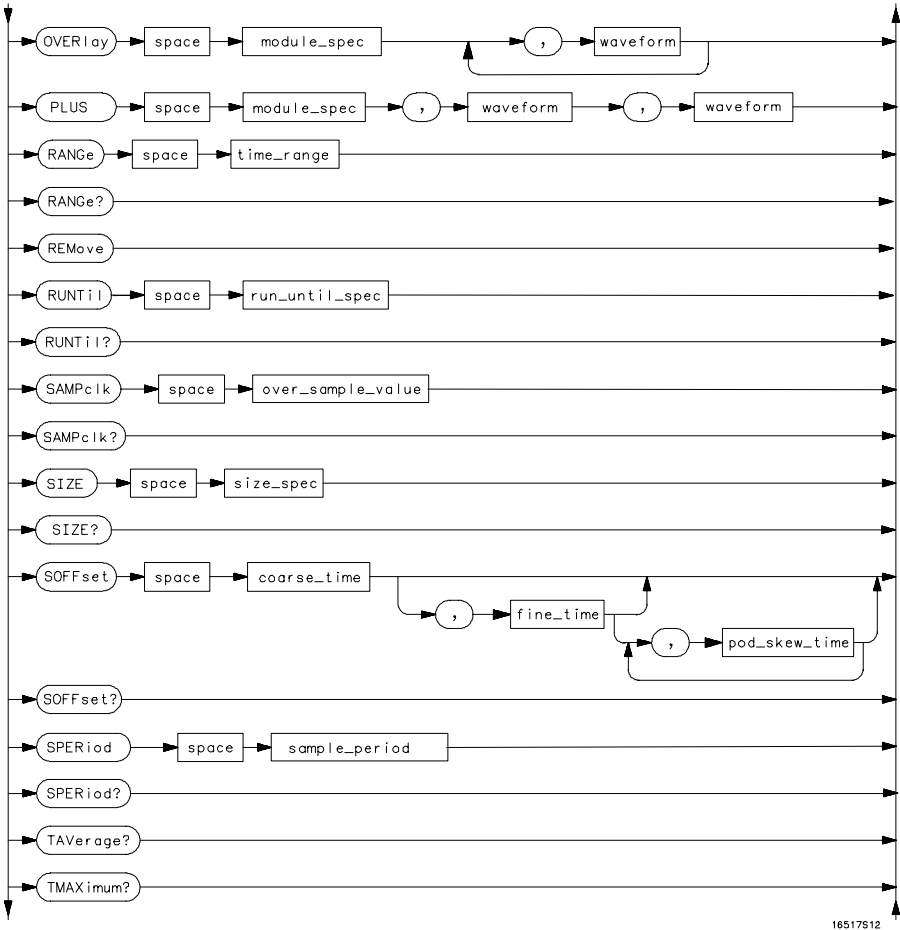 OVERlay space module_spec , waveform
PLUS space module_spec , waveform , waveform
RANGe space time_range
RANGe?
REMove
RUNTil space run_until_spec
RUNTil?
SAMPclk space over_sample_value
SAMPclk?
SIZE space size_spec
SIZE?
SOFFset space coarse_time
, fine_time
, pod_skew_time
SOFFset?
SPERiod space sample_period
SPERiod?
TAVerage?
TMAXimum?
16517S12